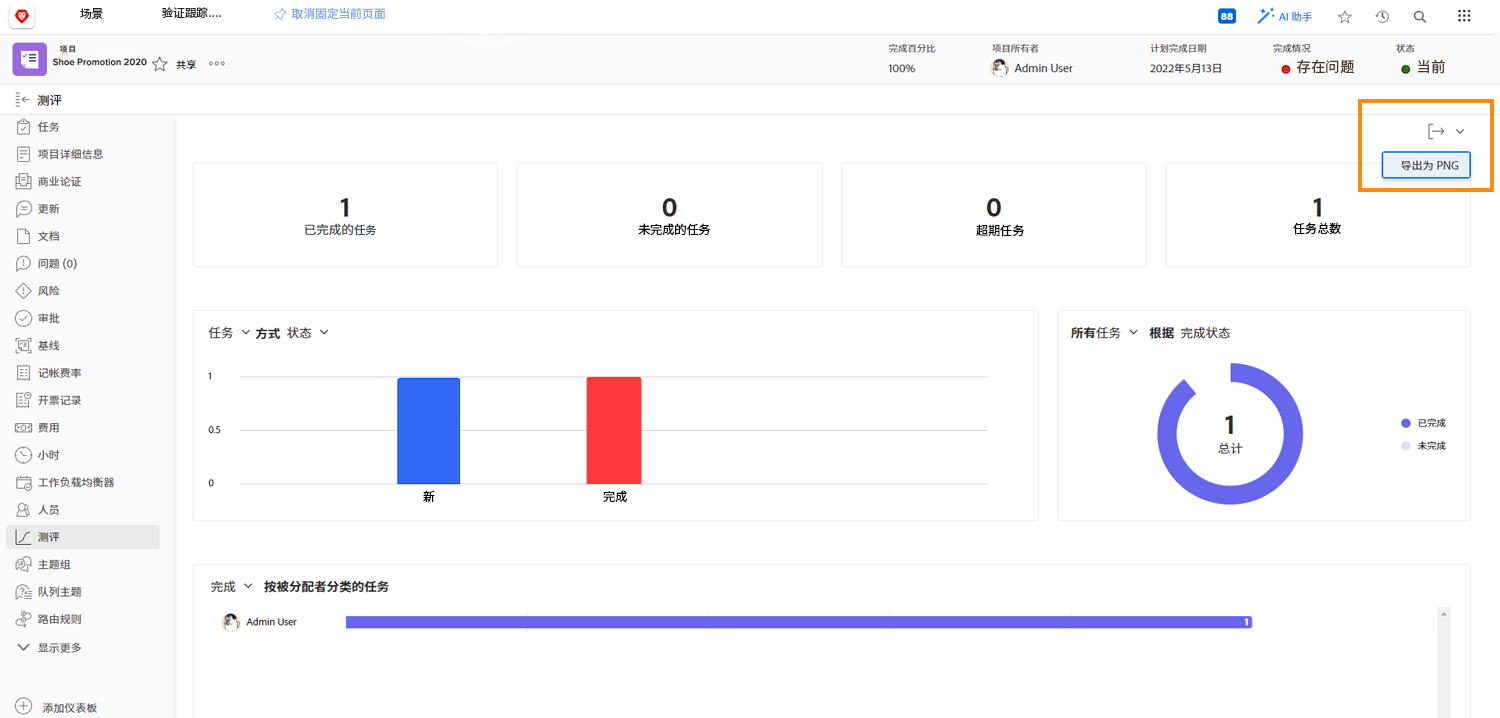 场景
验证跟踪....
取消固定当前页面
88
AI 助手
项目
Shoe Promotion 2020
共享
完成百分比
100%
项目所有者
Admin User
计划完成日期
2022年5月13日
完成情况
存在问题
状态
当前
测评
任务
项目详细信息
商业论证
更新
文档
问题 (0)
风险
审批
基线
记帐费率
开票记录
费用
小时
工作负载均衡器
人员
测评
主题组
队列主题
路由规则
显示更多
添加仪表板
导出为 PNG
1
已完成的任务
0
未完成的任务
0
超期任务
1
任务总数
任务 方式 状态
1
0.5
0
新
完成
所有任务 根据 完成状态
1
总计
已完成
未完成
完成 按被分配者分类的任务
Admin User
1